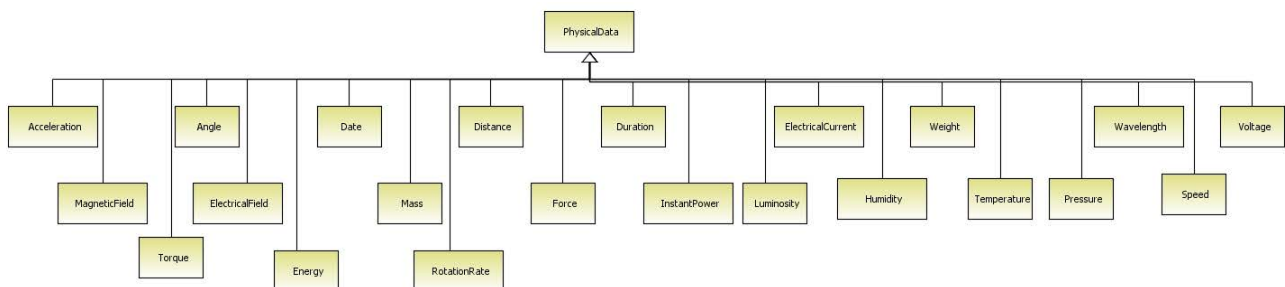 PhysicalData
Acceleration
Angle
Date
Distance
Duration
ElectricalCurrent
Weight
Wavelength
Voltage
MagneticField
ElectricalField
Mass
Force
InstantPower
Luminosity
Humidity
Temperature
Pressure
Speed
Torque
Energy
RotationRate